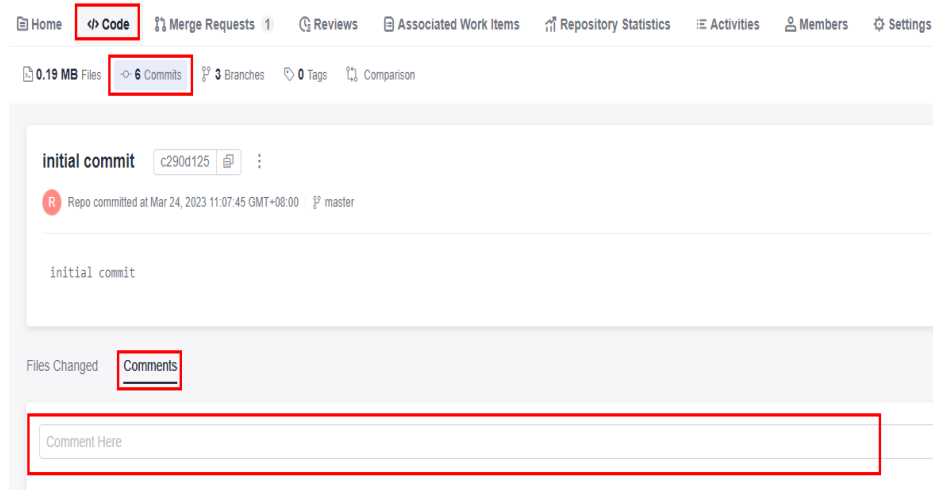 Home </> Code Merge Requests 1 Reviews Associated Work Items Repository Statistics Activities Members Settings
0.19 MB Files 6 Commits 3 Branches 0 Tags Comparison
initial commit c290d125
R Repo committed at Mar 24, 2023 11:07:45 GMT+08:00 master
initial commit
Files Changed Comments
Comment Here